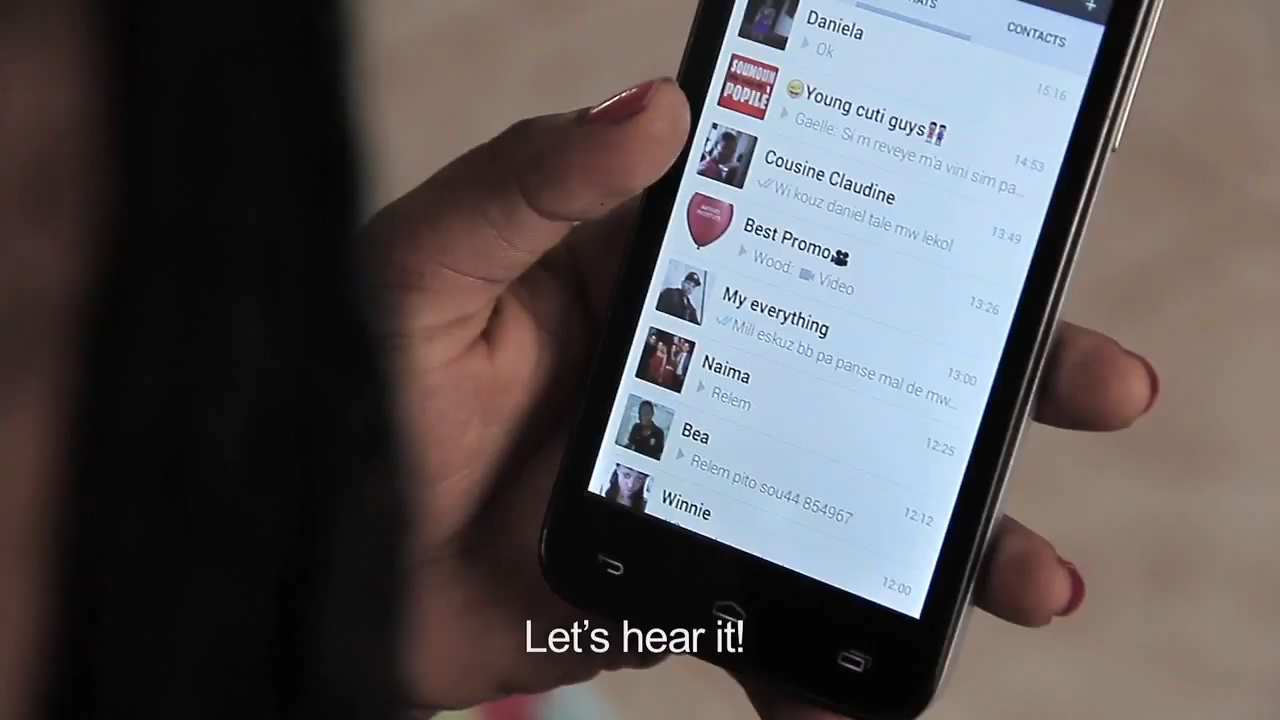 CONTACTS
Daniela
Ok
15:16
SOUMOUN
POPILE
Young cuti guys
Gaelle: Si m reveye m'a vini sim pa...
14:53
Cousine Claudine
Wi kouz daniel tale mw lekol
13:49
Best Promo
Wood: Video
13:26
My everything
Mill eskuz bb pa panse mal de mw...
13:00
Naima
Relem
12:25
Bea
Relem pito sou44 854967
12:12
Winnie
12:00
Let's hear it!